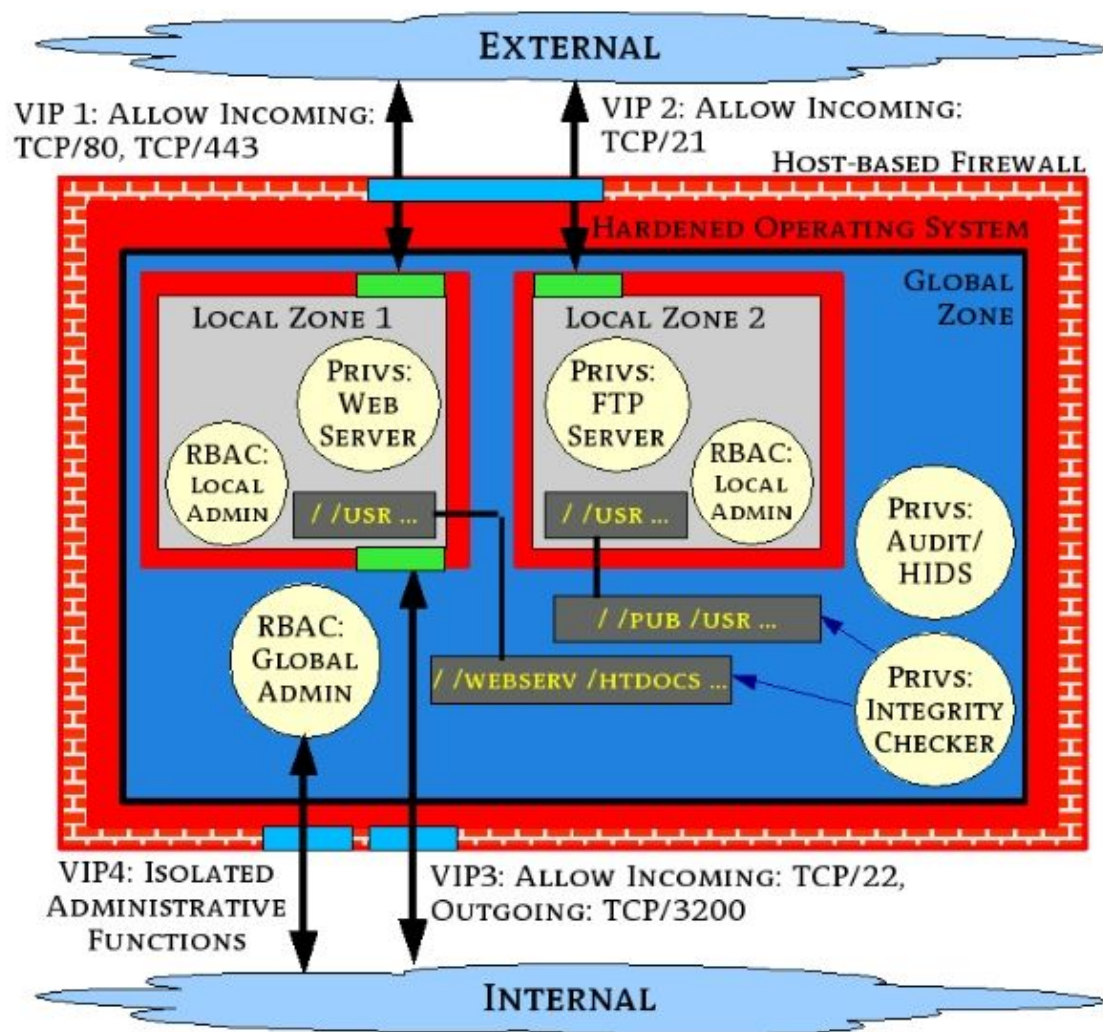 EXTERNAL
VIP 1: ALLOW INCOMING:
TCP/80, TCP/443
VIP 2: ALLOW INCOMING:
TCP/21
HOST-BASED FIREWALL
HARDENED OPERATING SYSTEM
GLOBAL
ZONE
LOCAL ZONE 1
PRIVS:
WEB
SERVER
RBAC:
LOCAL
ADMIN
/ /USR ...
LOCAL ZONE 2
PRIVS:
FTP
SERVER
RBAC:
LOCAL
ADMIN
/ /USR ...
PRIVS:
AUDIT/
HIDS
RBAC:
GLOBAL
ADMIN
/ /PUB /USR ...
/ /WEBSERV /HTDOCS ...
PRIVS:
INTEGRITY
CHECKER
VIP4: ISOLATED
ADMINISTRATIVE
FUNCTIONS
VIP3: ALLOW INCOMING: TCP/22,
OUTGOING: TCP/3200
INTERNAL